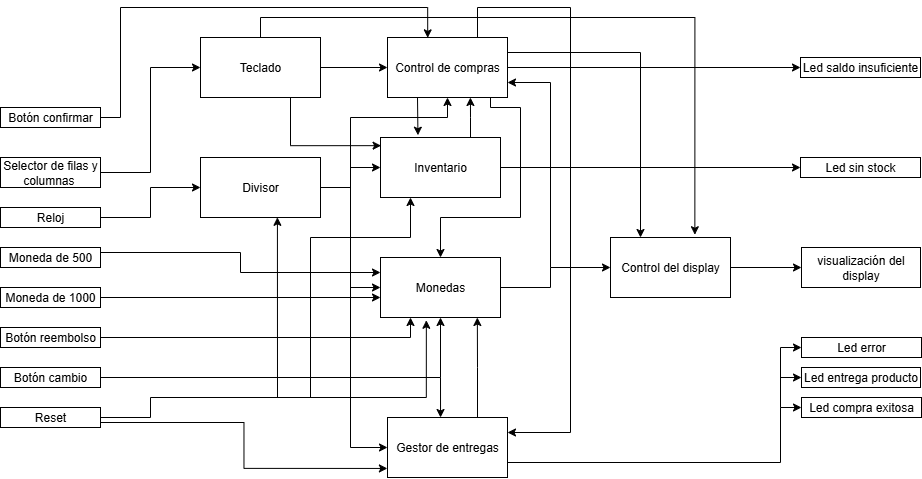 Teclado
Control de compras
Led saldo insuficiente
Botón confirmar
Selector de filas y
columnas
Divisor
Inventario
Led sin stock
Reloj
Moneda de 500
Monedas
Control del display
visualización del
display
Moneda de 1000
Botón reembolso
Led error
Botón cambio
Led entrega producto
Reset
Led compra exitosa
Gestor de entregas